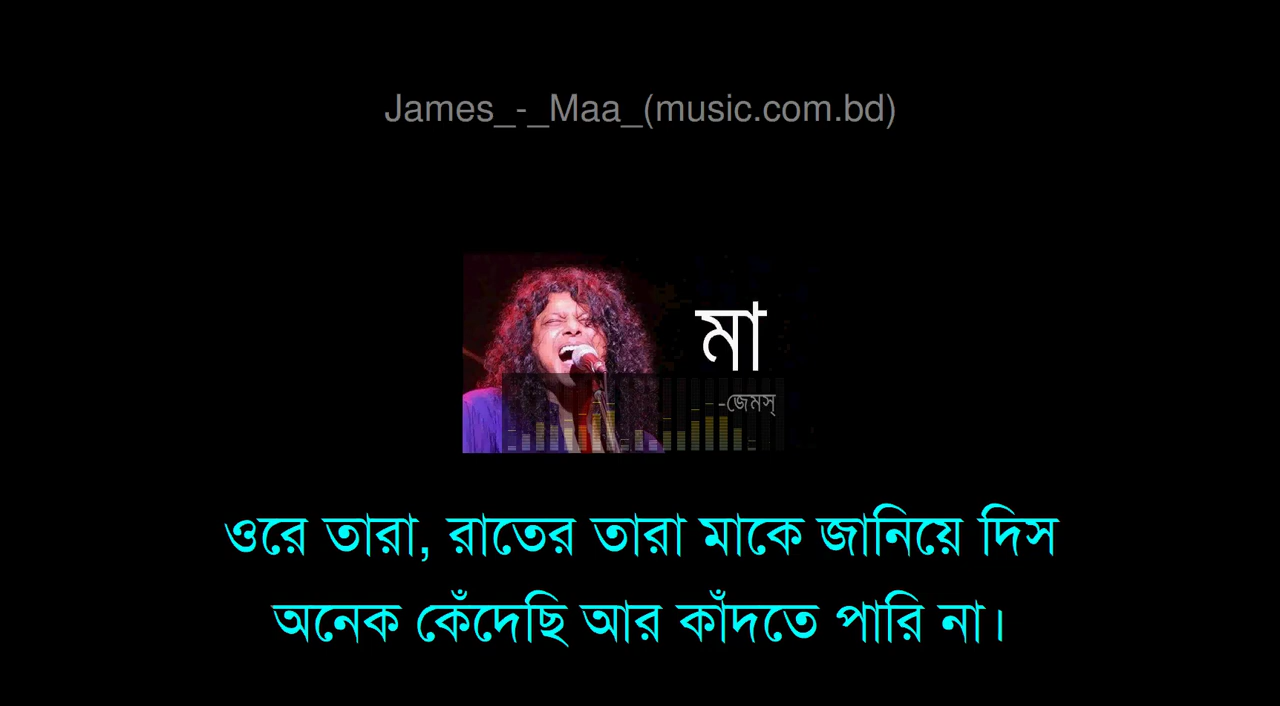 James_-_Maa_(music.com.bd)
মা
-জেমস্
ওরে তারা, রাতের তারা মাকে জানিয়ে দিস
অনেক কেঁদেছি আর কাঁদতে পারি না।